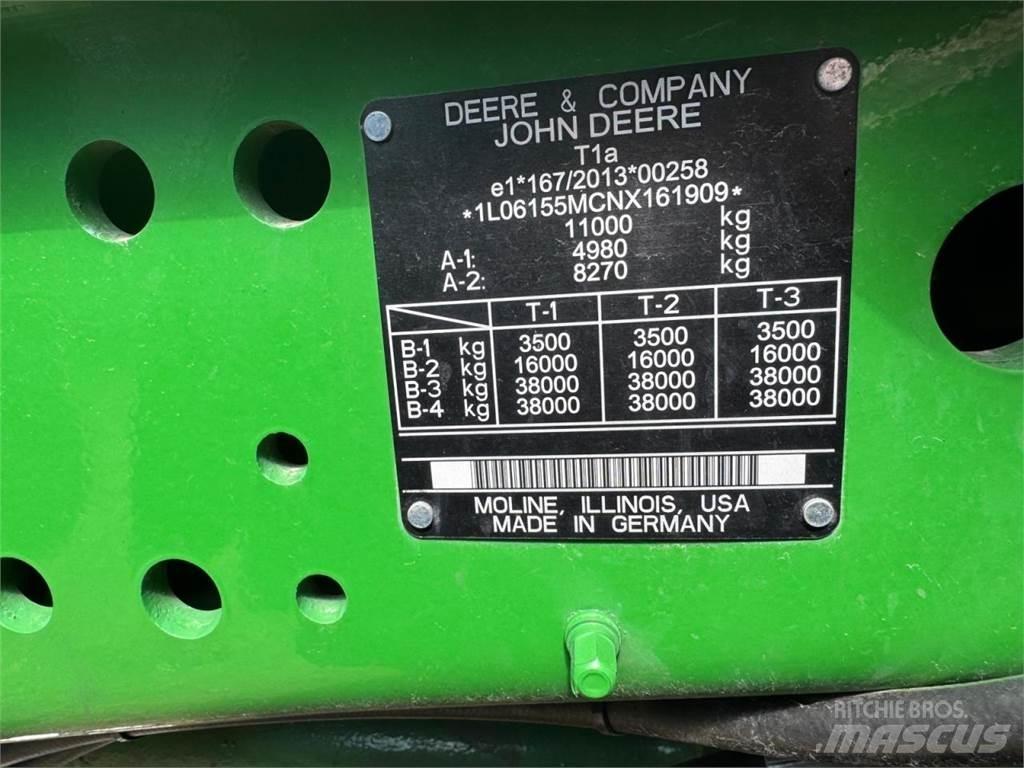 DEERE & COMPANY
JOHN DEERE
T1a
e1*167/2013*00258
*1L06155MCNX161909*
11000 kg
A-1: 4980 kg
A-2: 8270 kg
T-1 T-2 T-3
B-1 kg 3500 3500 3500
B-2 kg 16000 16000 16000
B-3 kg 38000 38000 38000
B-4 kg 38000 38000 38000
MOLINE, ILLINOIS, USA
MADE IN GERMANY
RITCHIE BROS.
MASCUS